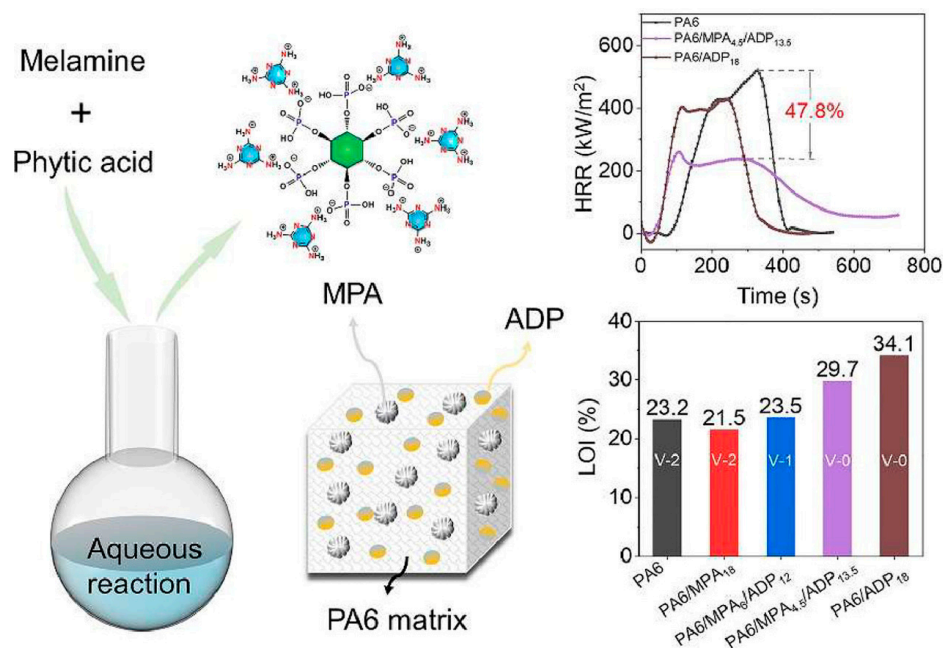 Melamine
+
Phytic acid
Aqueous
reaction
MPA
ADP
PA6 matrix
PA6
PA6/MPA4.5/ADP13.5
PA6/ADP18
47.8%
HRR (kW/m²)
600
400
200
0
0 200 400 600 800
Time (s)
LOI (%)
40
30
20
10
0
23.2
21.5
23.5
29.7
34.1
V-2
V-2
V-1
V-0
V-0
PA6
PA6/MPA18
PA6/MPA6/ADP12
PA6/MPA4.5/ADP13.5
PA6/ADP18